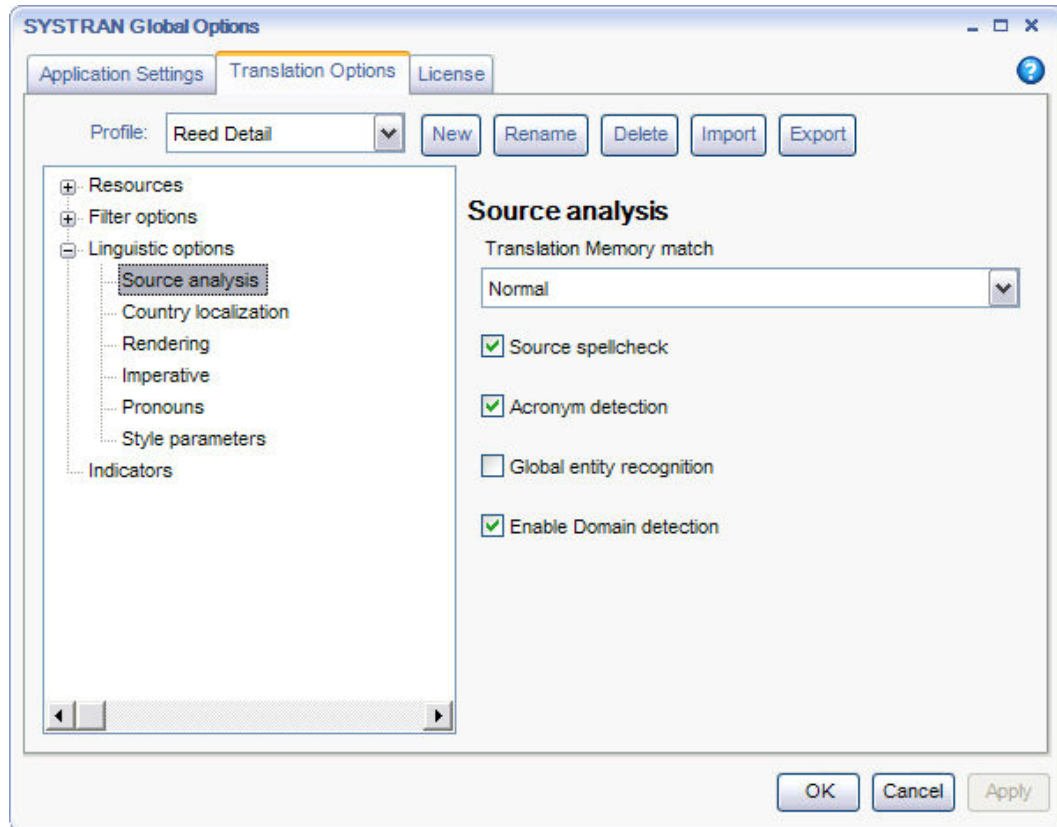 SYSTRAN Global Options
Application Settings Translation Options License
Profile: Reed Detail New Rename Delete Import Export
Resources
Filter options
Linguistic options
Source analysis
Country localization
Rendering
Imperative
Pronouns
Style parameters
Indicators
Source analysis
Translation Memory match
Normal
Source spellcheck
Acronym detection
Global entity recognition
Enable Domain detection
OK Cancel Apply